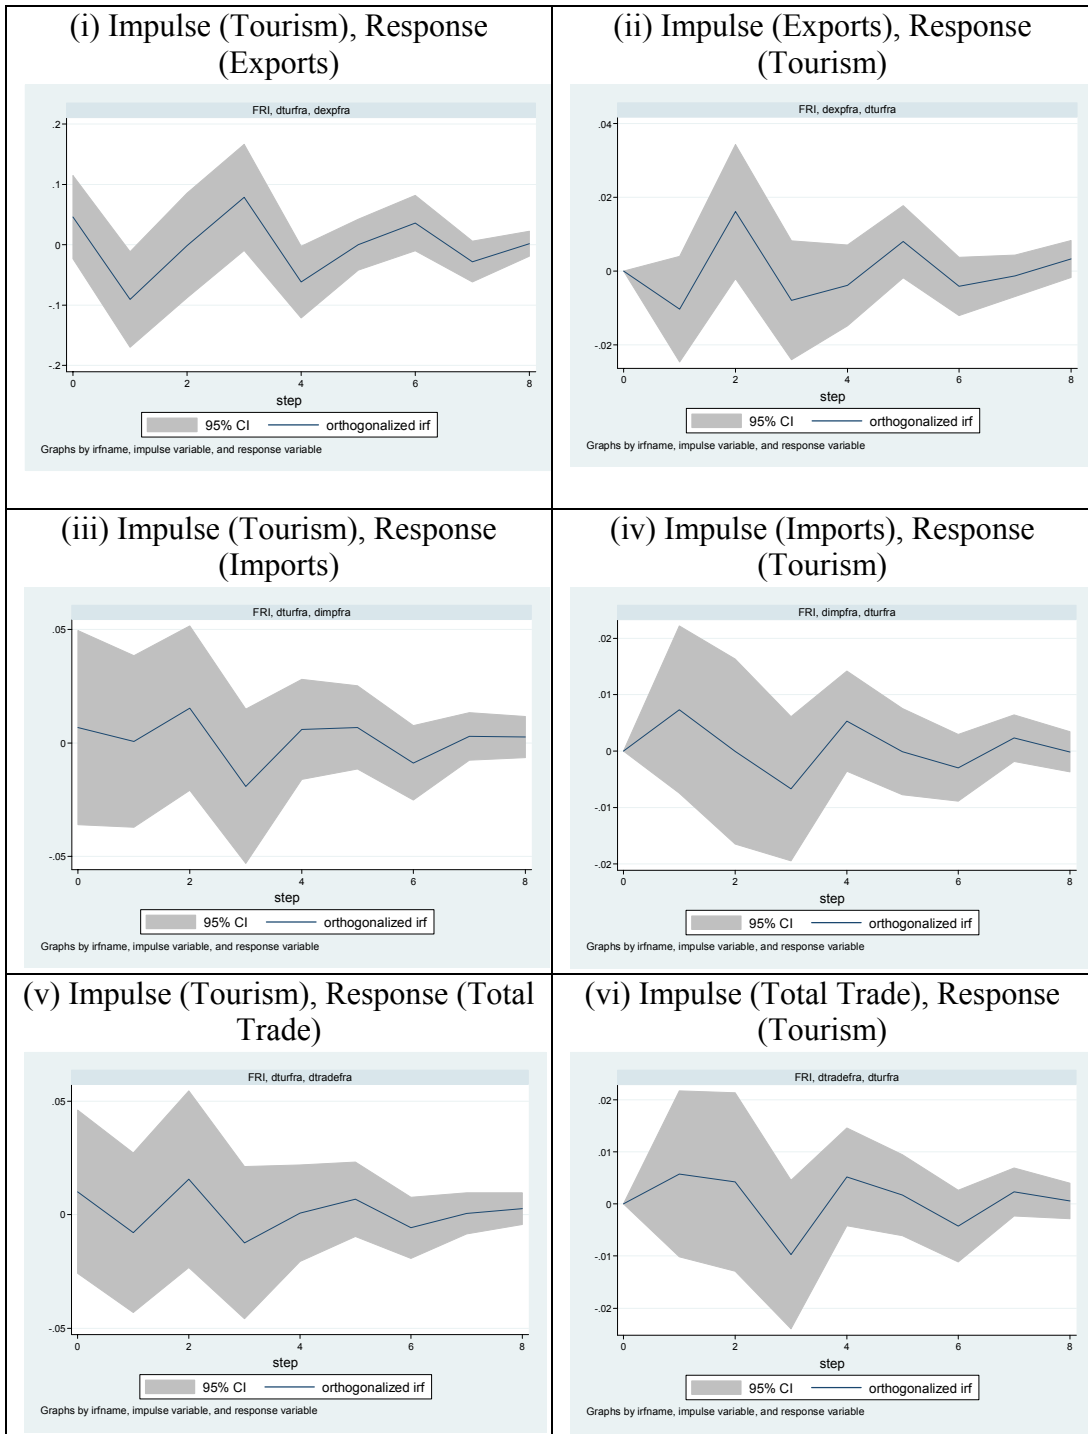 (i) Impulse (Tourism), Response
(Exports)
FRI, dturfra, dexpfra
.2
.1
0
-.1
-.2
0 2 4 6 8
step
95% CI orthogonalized irf
Graphs by irfname, impulse variable, and response variable
(ii) Impulse (Exports), Response
(Tourism)
FRI, dexpfra, dturfra
.04
.02
0
-.02
0 2 4 6 8
step
95% CI orthogonalized irf
Graphs by irfname, impulse variable, and response variable
(iii) Impulse (Tourism), Response
(Imports)
FRI, dturfra, dimpfra
.05
0
-.05
0 2 4 6 8
step
95% CI orthogonalized irf
Graphs by irfname, impulse variable, and response variable
(iv) Impulse (Imports), Response
(Tourism)
FRI, dimpfra, dturfra
.02
.01
0
-.01
-.02
0 2 4 6 8
step
95% CI orthogonalized irf
Graphs by irfname, impulse variable, and response variable
(v) Impulse (Tourism), Response (Total
Trade)
FRI, dturfra, dtradefra
.05
0
-.05
0 2 4 6 8
step
95% CI orthogonalized irf
Graphs by irfname, impulse variable, and response variable
(vi) Impulse (Total Trade), Response
(Tourism)
FRI, dtradefra, dturfra
.02
.01
0
-.01
-.02
0 2 4 6 8
step
95% CI orthogonalized irf
Graphs by irfname, impulse variable, and response variable